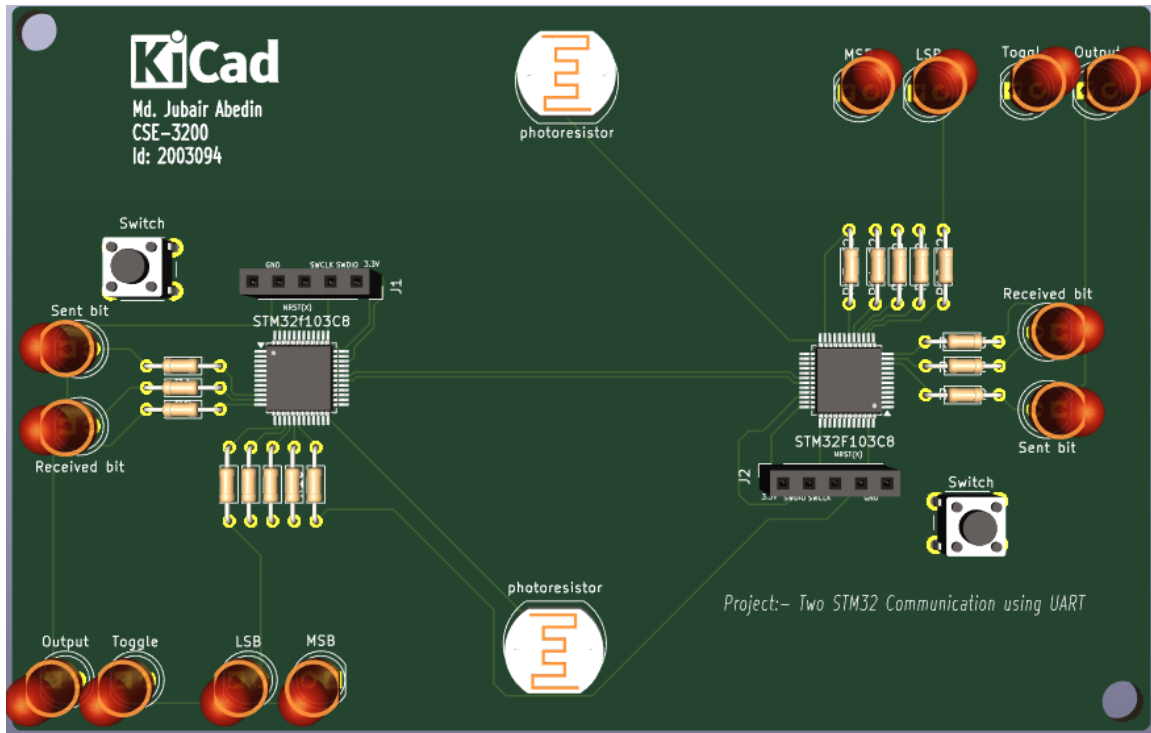 KiCad
Md. Jubair Abedin
CSE-3200
Id: 2003094
photoresistor
MSB
LSB
Toggle
Output
Switch
GND
SWCLK
SWDIO
3.3V
J1
NRST(X)
STM32f103C8
Sent bit
Received bit
Received bit
Sent bit
STM32F103C8
NRST(X)
J2
3.3V
SWDIO
SWCLK
GND
Switch
photoresistor
Project:- Two STM32 Communication using UART
Output
Toggle
LSB
MSB